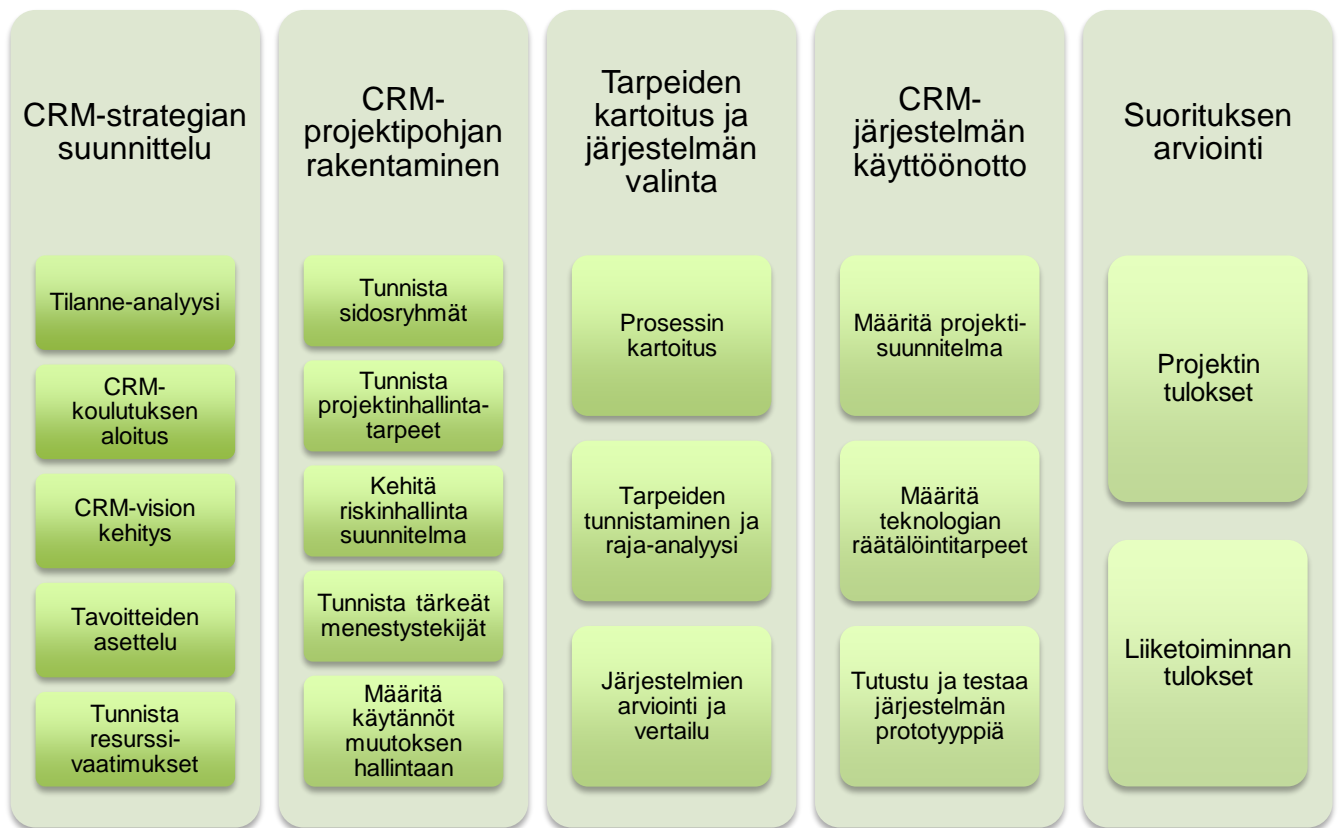 CRM-strategian
suunnittelu
Tilanne-analyysi
CRM-
koulutuksen
aloitus
CRM-vision
kehitys
Tavoitteiden
asettelu
Tunnista
resurssi-
vaatimukset
CRM-
projektipohjan
rakentaminen
Tunnista
sidosryhmät
Tunnista
projektinhallinta-
tarpeet
Kehitä
riskinhallinta
suunnitelma
Tunnista tärkeät
menestystekijät
Määritä
käytännöt
muutoksen
hallintaan
Tarpeiden
kartoitus ja
järjestelmän
valinta
Prosessin
kartoitus
Tarpeiden
tunnistaminen ja
raja-analyysi
Järjestelmien
arviointi ja
vertailu
CRM-
järjestelmän
käyttöönotto
Määritä projekti-
suunnitelma
Määritä
teknologian
räätälöintitarpeet
Tutustu ja testaa
järjestelmän
prototyyppiä
Suorituksen
arviointi
Projektin
tulokset
Liiketoiminnan
tulokset